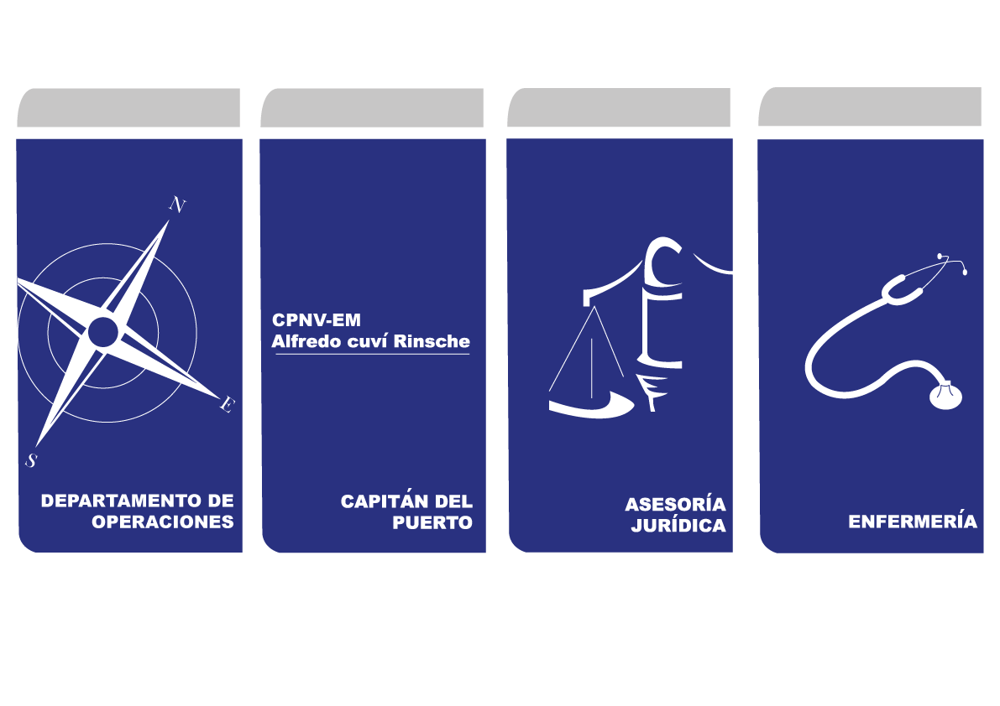 N
E
S
DEPARTAMENTO DE
OPERACIONES
CPNV-EM
Alfredo cuví Rinsche
CAPITÁN DEL
PUERTO
ASESORÍA
JURÍDICA
ENFERMERÍA